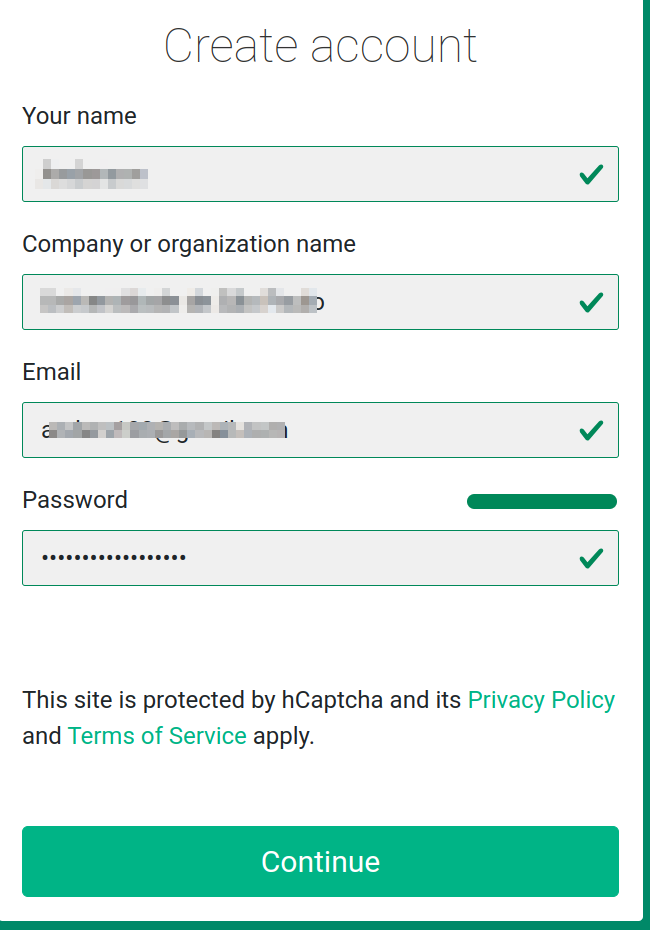 Create account
Your name
Company or organization name
Email
Password
••••••••••••••••••
This site is protected by hCaptcha and its Privacy Policy
and Terms of Service apply.
Continue